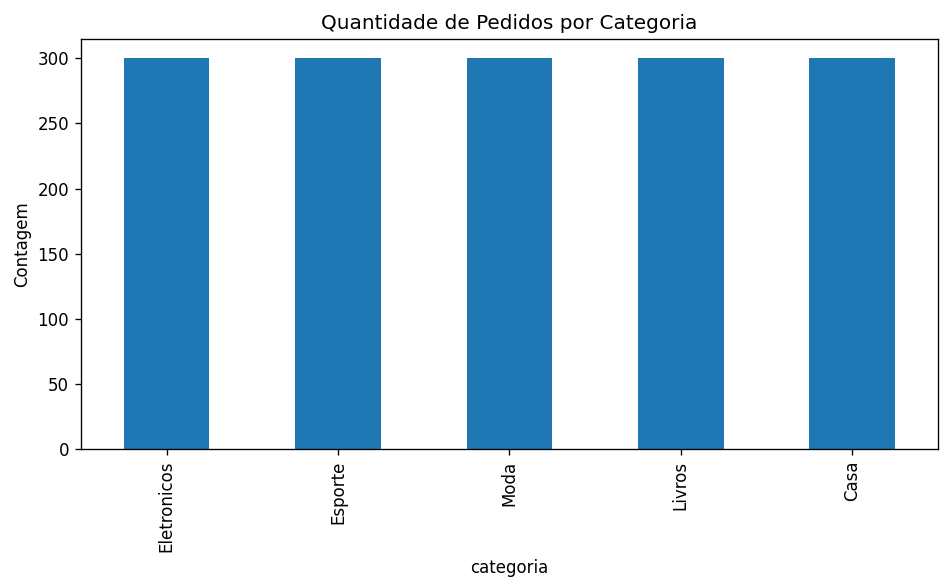 Quantidade de Pedidos por Categoria
Contagem
300
250
200
150
100
50
0
Eletronicos
Esporte
Moda
Livros
Casa
categoria